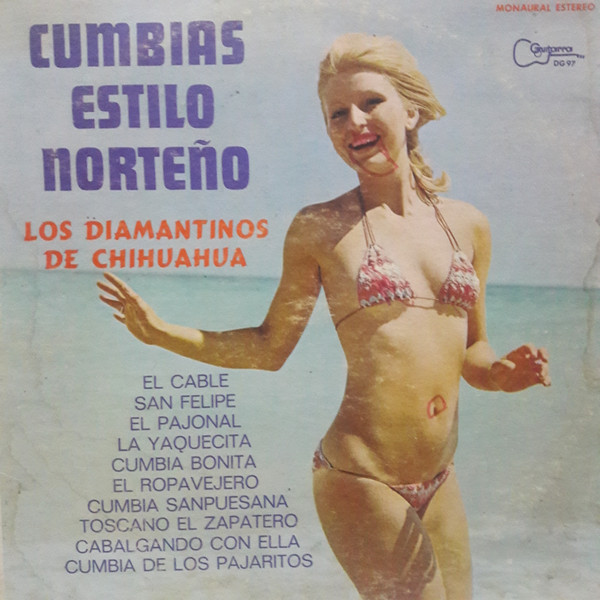 MONAURAL ESTEREO
Guitarra
DG 97
CUMBIAS
ESTILO
NORTEÑO
LOS DIAMANTINOS
DE CHIHUAHUA
EL CABLE
SAN FELIPE
EL PAJONAL
LA YAQUECITA
CUMBIA BONITA
EL ROPAVEJERO
CUMBIA SANPUESANA
TOSCANO EL ZAPATERO
CABALGANDO CON ELLA
CUMBIA DE LOS PAJARITOS